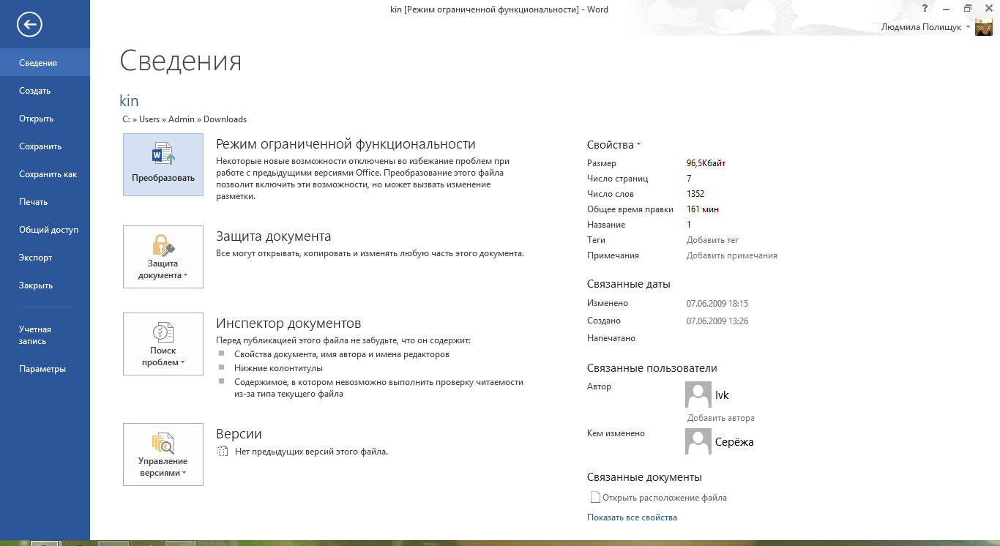 kin [Режим ограниченной функциональности] - Word
?
Людмила Полищук
Сведения
Создать
Открыть
Сохранить
Сохранить как
Печать
Общий доступ
Экспорт
Закрыть
Учетная
запись
Параметры
Сведения
kin
C: » Users » Admin » Downloads
Преобразовать
Режим ограниченной функциональности
Некоторые новые возможности отключены во избежание проблем при
работе с предыдущими версиями Office. Преобразование этого файла
позволит включить эти возможности, но может вызвать изменение
разметки.
Защита
документа
Защита документа
Все могут открывать, копировать и изменять любую часть этого документа.
Поиск
проблем
Инспектор документов
Перед публикацией этого файла не забудьте, что он содержит:
Свойства документа, имя автора и имена редакторов
Нижние колонтитулы
Содержимое, в котором невозможно выполнить проверку читаемости
из-за типа текущего файла
Управление
версиями
Версии
Нет предыдущих версий этого файла.
Свойства
Размер 96,5Кбайт
Число страниц 7
Число слов 1352
Общее время правки 161 мин
Название 1
Теги Добавить тег
Примечания Добавить примечания
Связанные даты
Изменено 07.06.2009 18:15
Создано 07.06.2009 13:26
Напечатано
Связанные пользователи
Автор lvk
Добавить автора
Кем изменено Серёжа
Связанные документы
Открыть расположение файла
Показать все свойства